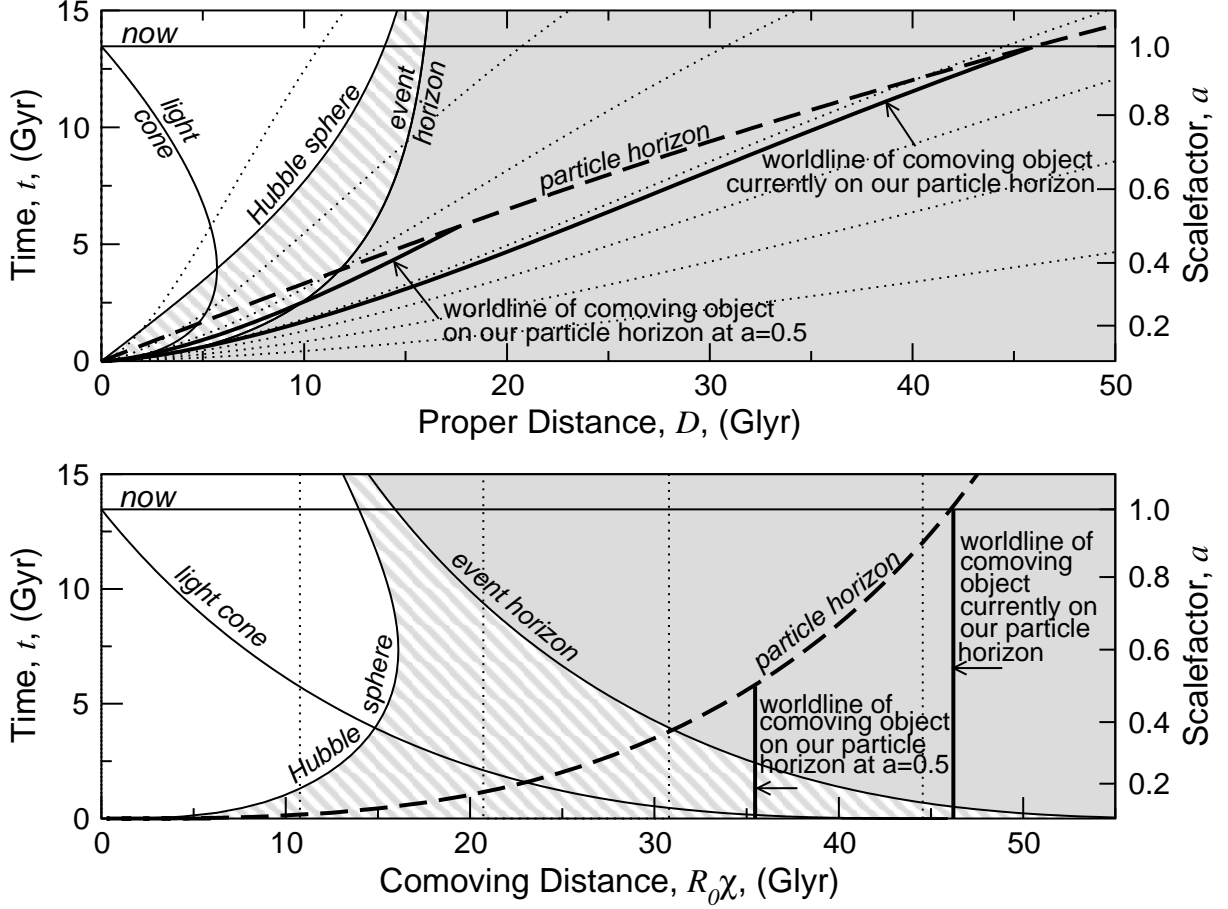 15
10
5
0
Time, t, (Gyr)
now
light
cone
Hubble sphere
event
horizon
particle horizon
worldline of comoving object
currently on our particle horizon
worldline of comoving object
on our particle horizon at a=0.5
1.0
0.8
0.6
0.4
0.2
Scalefactor, a
0 10 20 30 40 50
Proper Distance, D, (Glyr)
15
10
5
0
Time, t, (Gyr)
now
light cone
Hubble sphere
event horizon
particle horizon
worldline of
comoving object
on our particle
horizon at a=0.5
worldline of
comoving
object
currently on
our particle
horizon
1.0
0.8
0.6
0.4
0.2
Scalefactor, a
0 10 20 30 40 50
Comoving Distance, R₀χ, (Glyr)